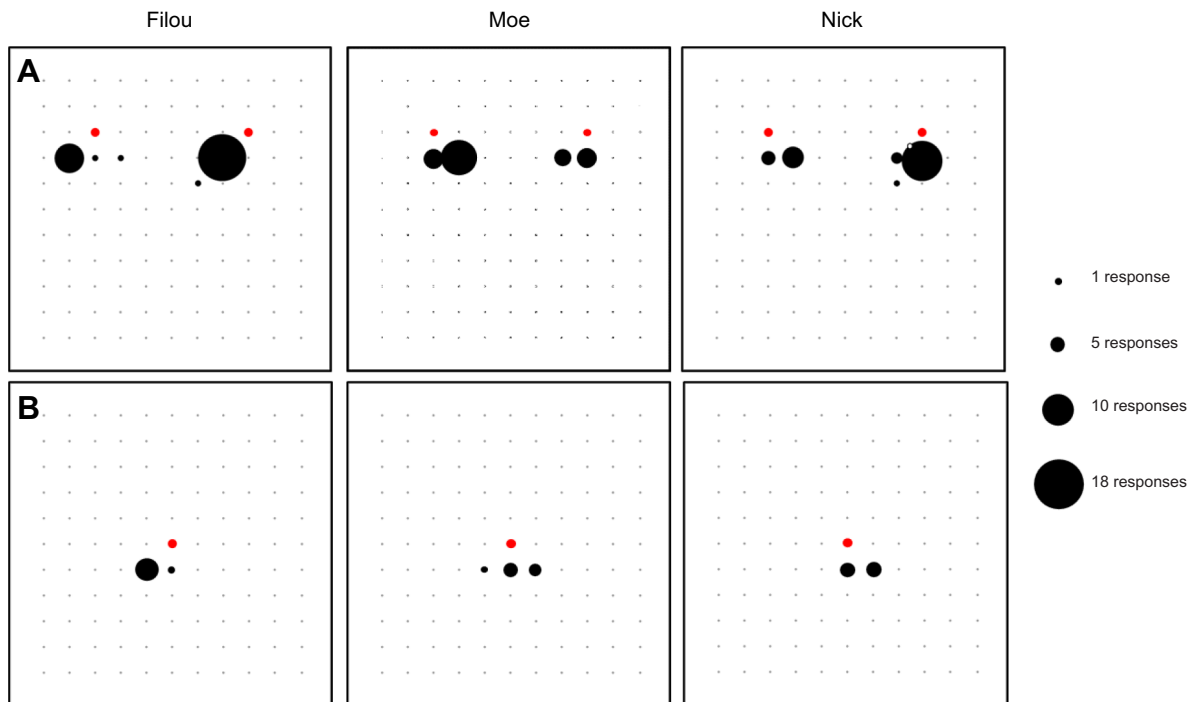 Filou
Moe
Nick
A
B
1 response
5 responses
10 responses
18 responses